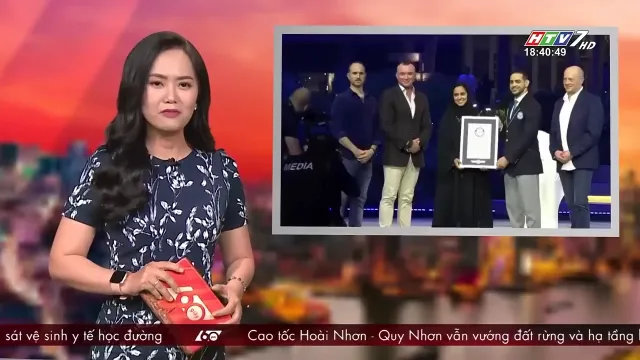 HTV7 HD
18:40:49
MEDIA
60
sát vệ sinh y tế học đường 60 Cao tốc Hoài Nhơn - Quy Nhơn vẫn vướng đất rừng và hạ tầng